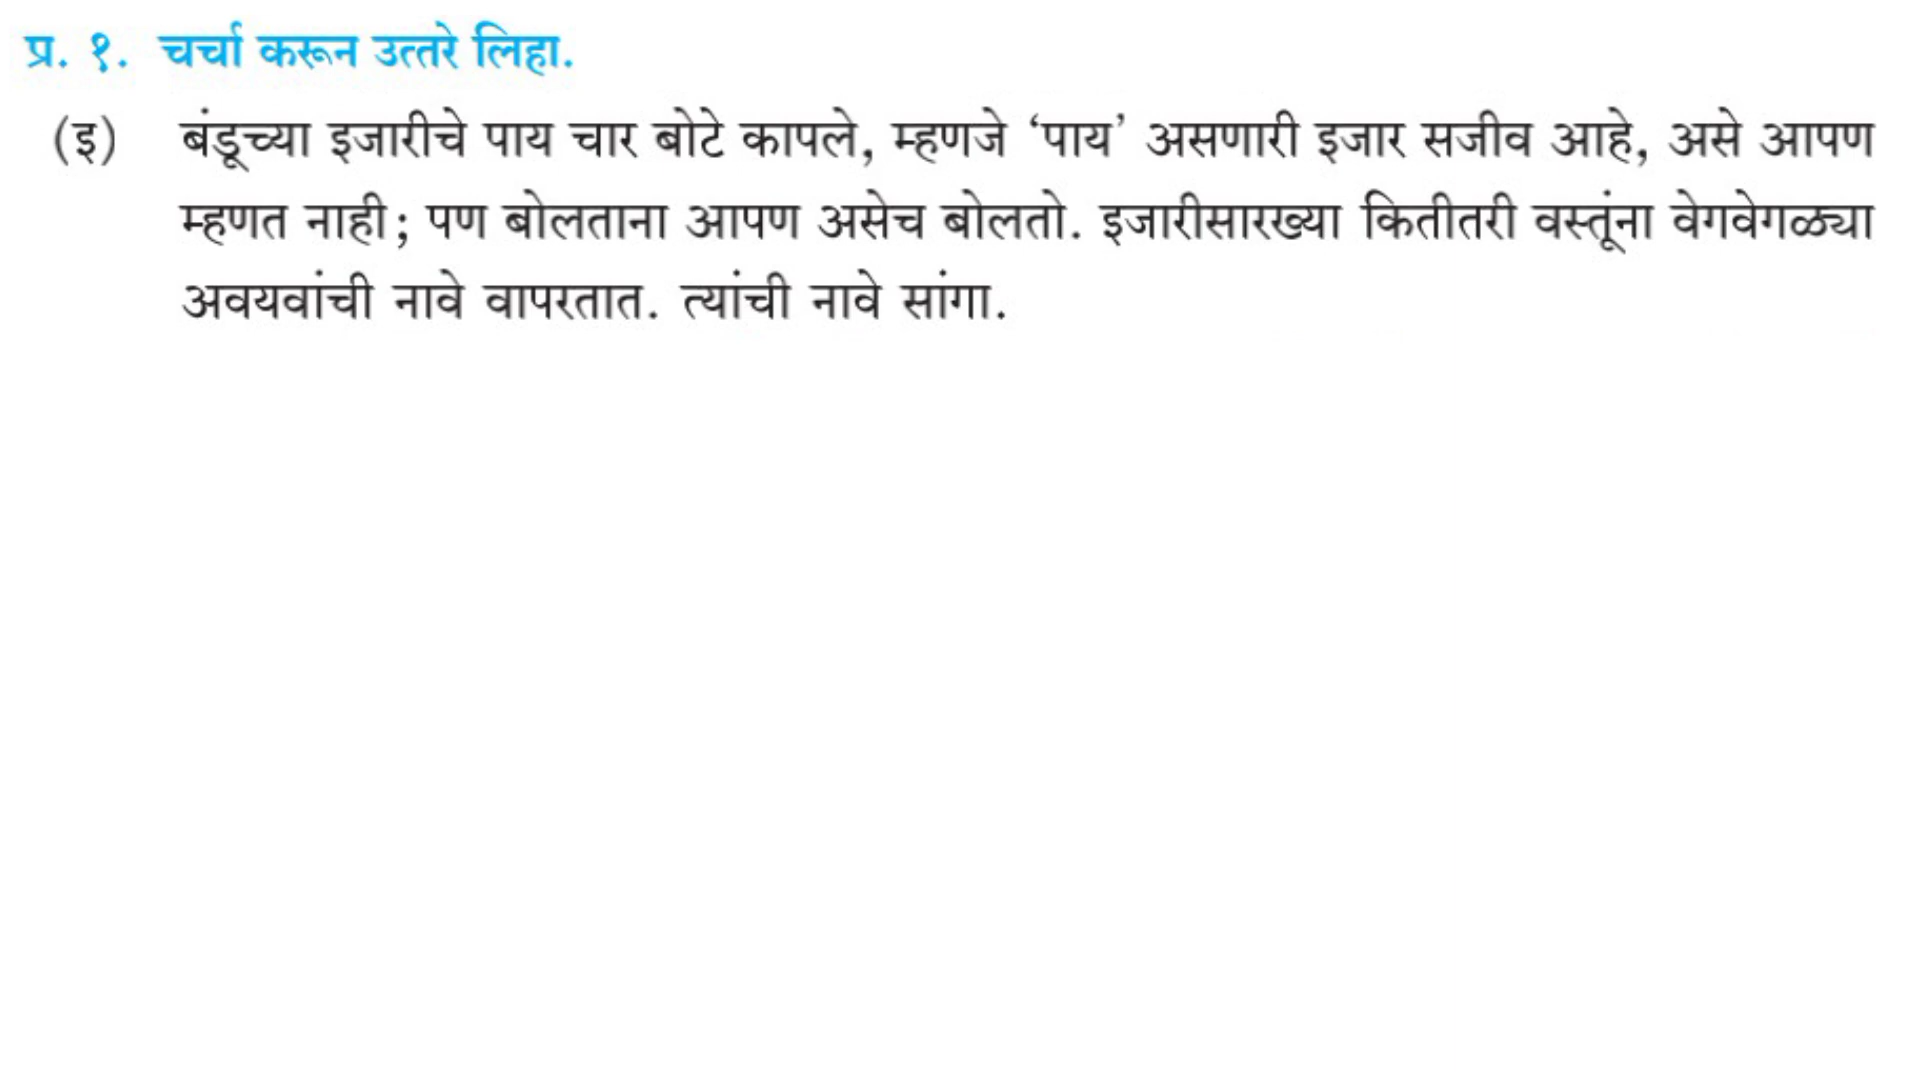 प्र. १. चर्चा करून उत्तरे लिहा.
(इ) बंडूच्या इजारीचे पाय चार बोटे कापले, म्हणजे ‘पाय’ असणारी इजार सजीव आहे, असे आपण
म्हणत नाही; पण बोलताना आपण असेच बोलतो. इजारीसारख्या कितीतरी वस्तूंना वेगवेगळ्या
अवयवांची नावे वापरतात. त्यांची नावे सांगा.